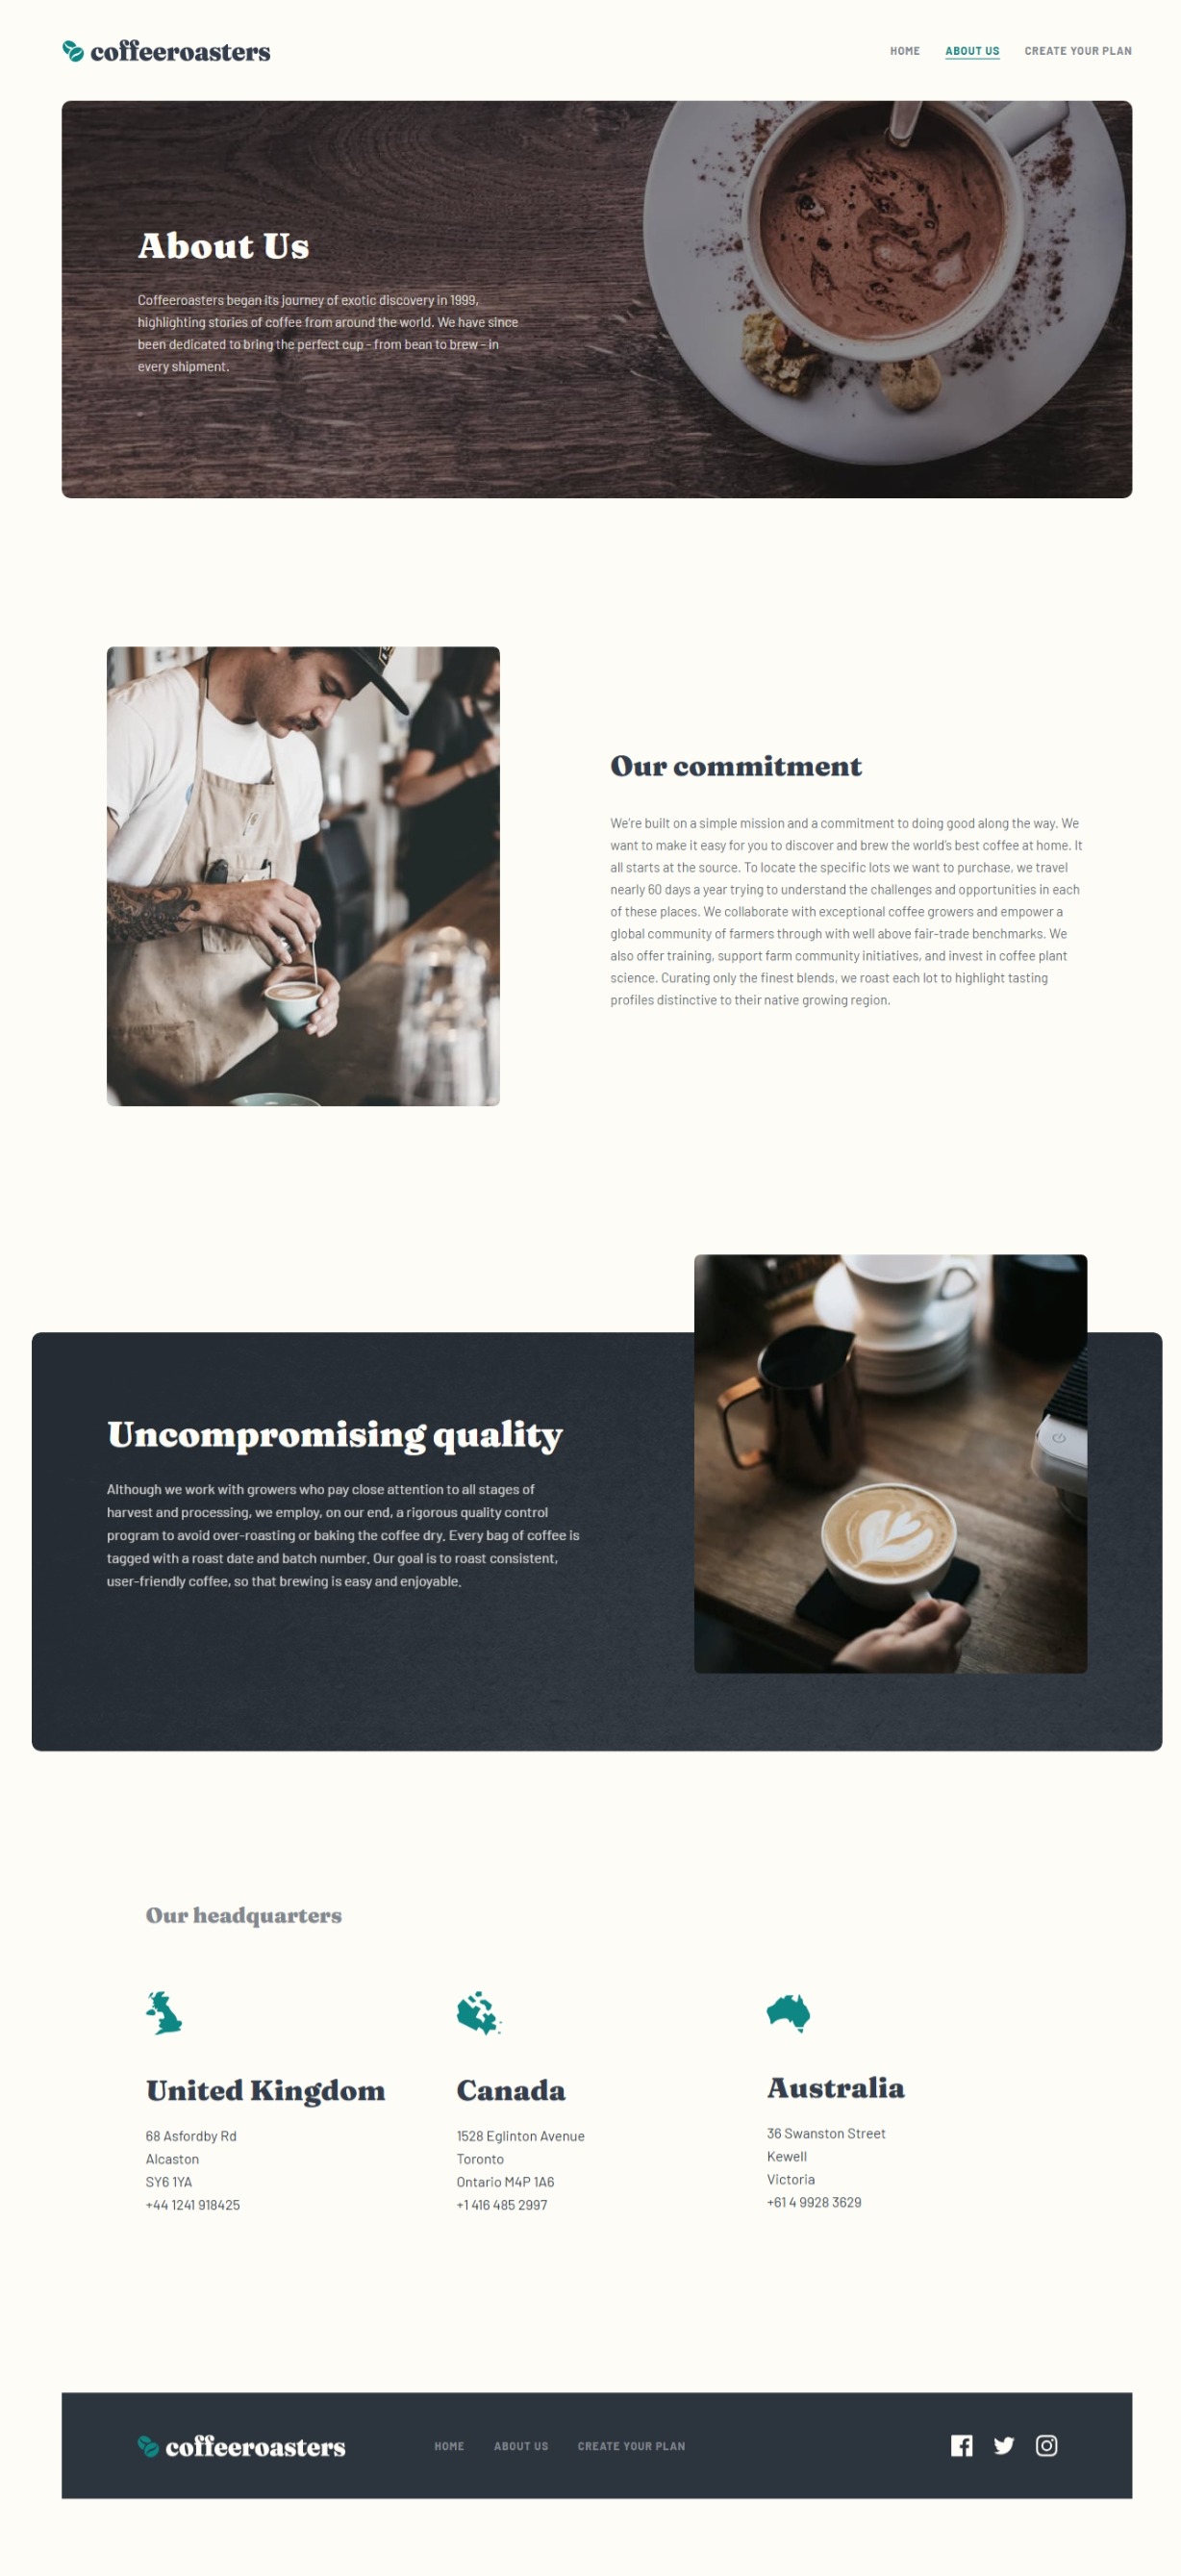 coffeeroasters
HOME ABOUT US CREATE YOUR PLAN
About Us
Coffeeroasters began its journey of exotic discovery in 1999,
highlighting stories of coffee from around the world. We have since
been dedicated to bring the perfect cup - from bean to brew - in
every shipment.
Our commitment
We're built on a simple mission and a commitment to doing good along the way. We
want to make it easy for you to discover and brew the world's best coffee at home. It
all starts at the source. To locate the specific lots we want to purchase, we travel
nearly 60 days a year trying to understand the challenges and opportunities in each
of these places. We collaborate with exceptional coffee growers and empower a
global community of farmers through with well above fair-trade benchmarks. We
also offer training, support farm community initiatives, and invest in coffee plant
science. Curating only the finest blends, we roast each lot to highlight tasting
profiles distinctive to their native growing region.
Uncompromising quality
Although we work with growers who pay close attention to all stages of
harvest and processing, we employ, on our end, a rigorous quality control
program to avoid over-roasting or baking the coffee dry. Every bag of coffee is
tagged with a roast date and batch number. Our goal is to roast consistent,
user-friendly coffee, so that brewing is easy and enjoyable.
Our headquarters
United Kingdom
68 Asfordby Rd
Alcaston
SY6 1YA
+44 1241 918425
Canada
1528 Eglinton Avenue
Toronto
Ontario M4P 1A6
+1 416 485 2997
Australia
36 Swanston Street
Kewell
Victoria
+61 4 9928 3629
coffeeroasters
HOME ABOUT US CREATE YOUR PLAN